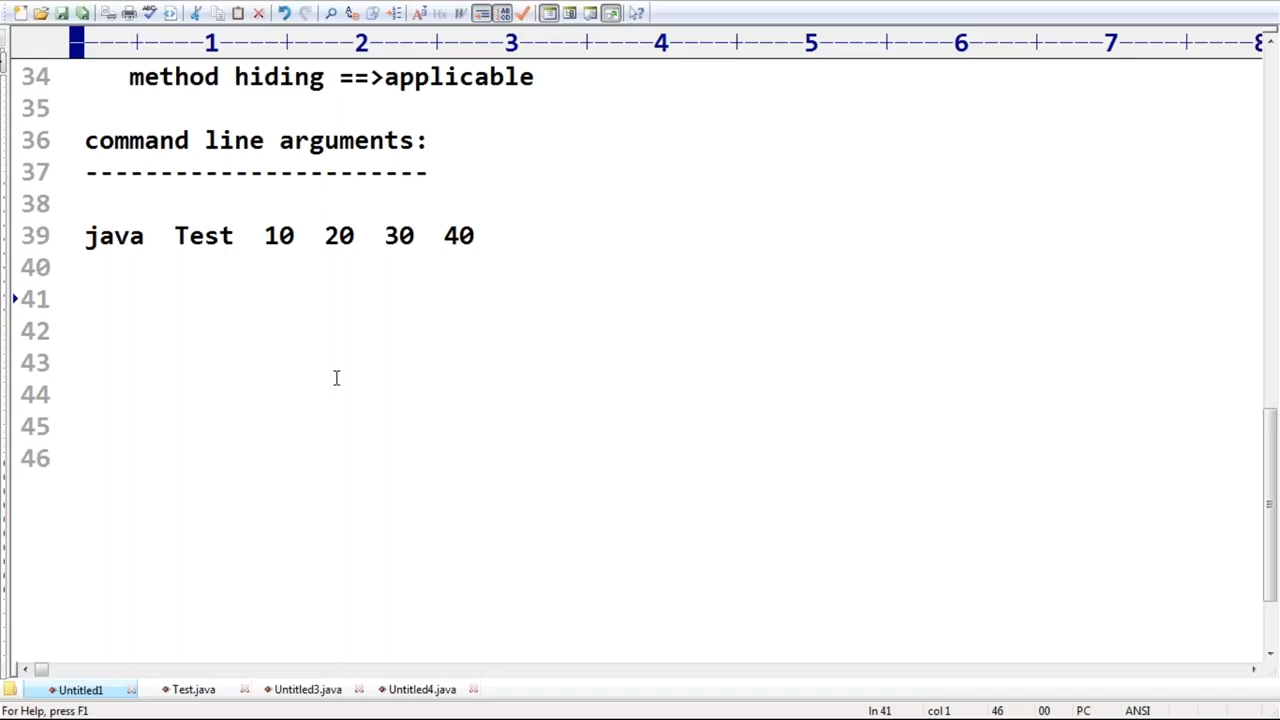 1 2 3 4 5 6 7 8
34 method hiding ==>applicable
35
36 command line arguments:
37 -----------------------
38
39 java Test 10 20 30 40
40
41
42
43
44
45
46
Untitled1 Test.java Untitled3.java Untitled4.java
For Help, press F1 ln 41 col 1 46 00 PC ANSI